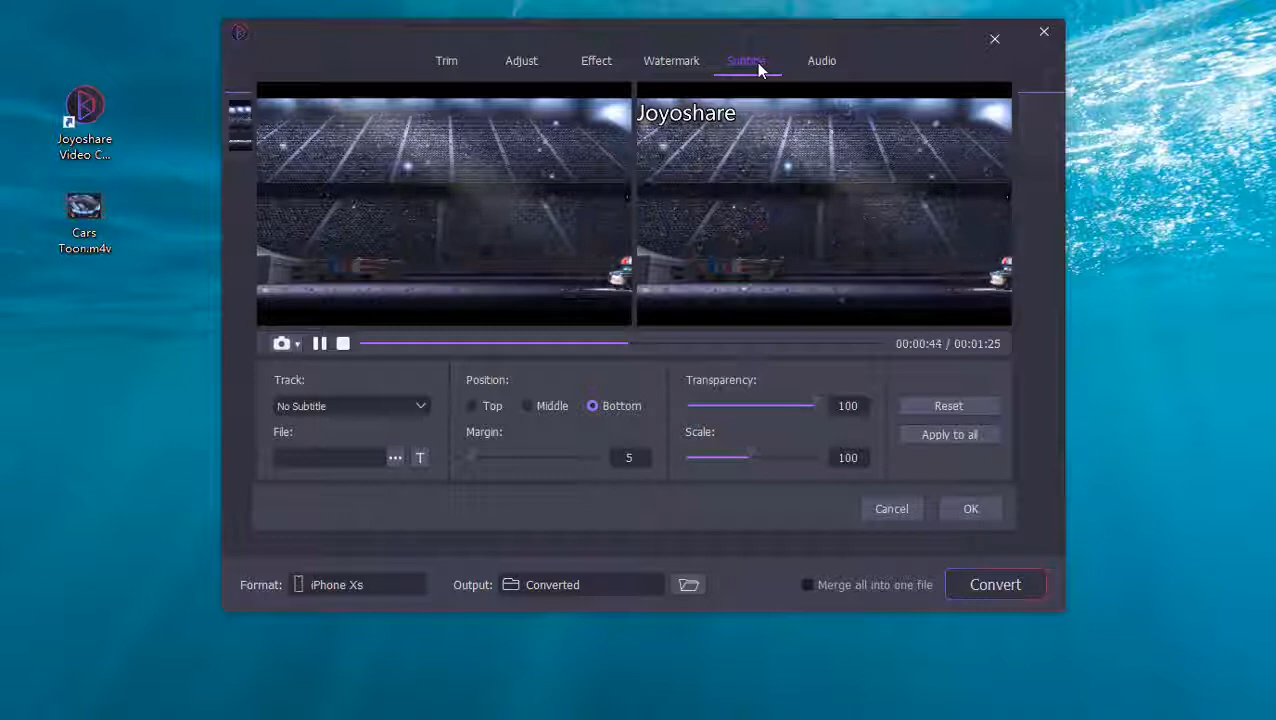 Trim Adjust Effect Watermark Subtitle Audio
Joyoshare
Joyoshare
Video C...
Cars
Toon.m4v
00:00:44 / 00:01:25
Track: Position: Transparency:
No Subtitle Top Middle Bottom 100 Reset
File: Margin: Scale:
Apply to all
... T 5 100
Cancel OK
Format: iPhone Xs Output: Converted Merge all into one file Convert